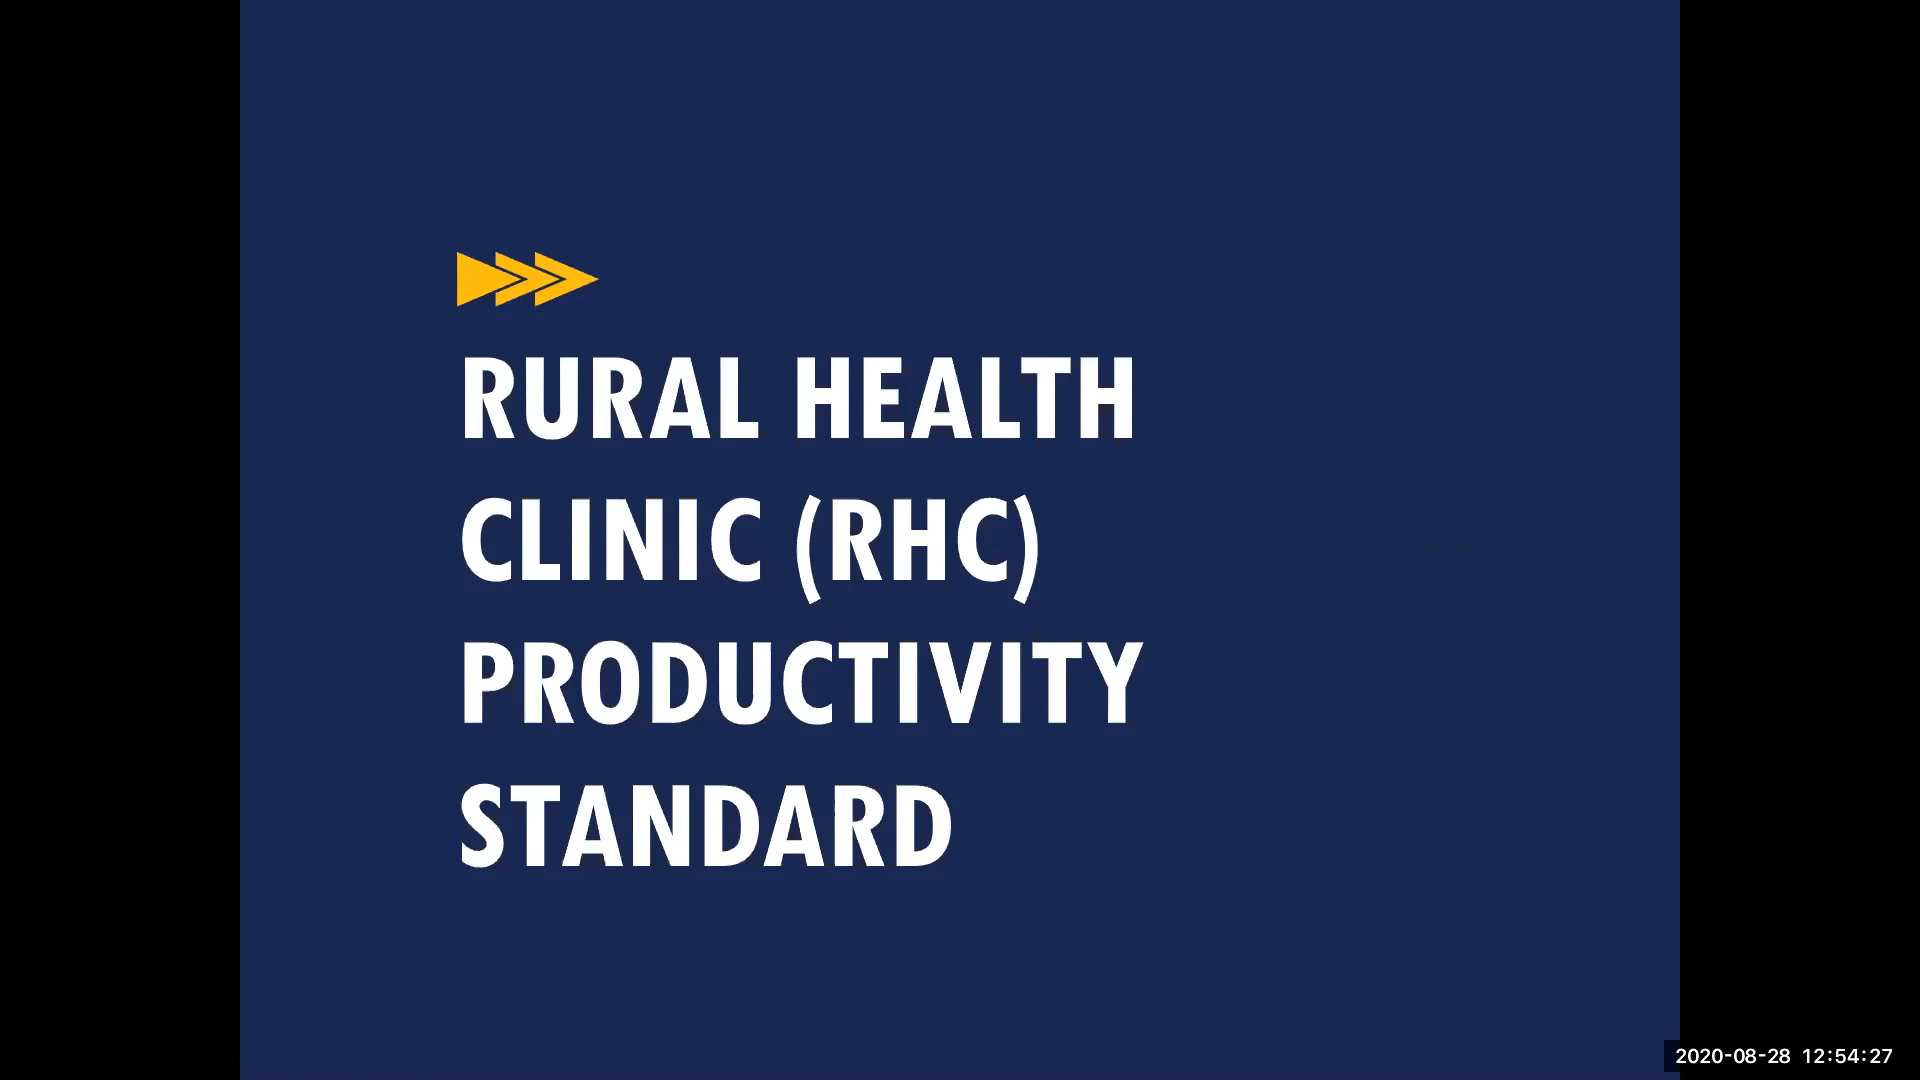 RURAL HEALTH
CLINIC (RHC)
PRODUCTIVITY
STANDARD
2020-08-28 12:54:27